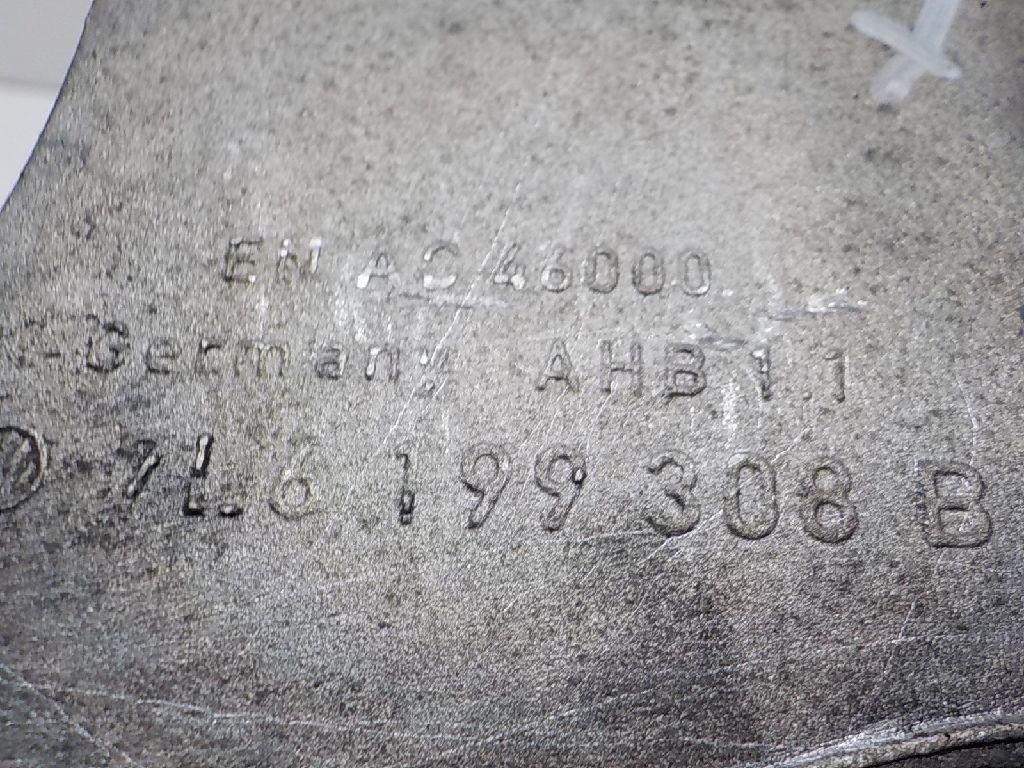 EN AC 46000
-Germany AHB 1.1
7L6 199 308 B